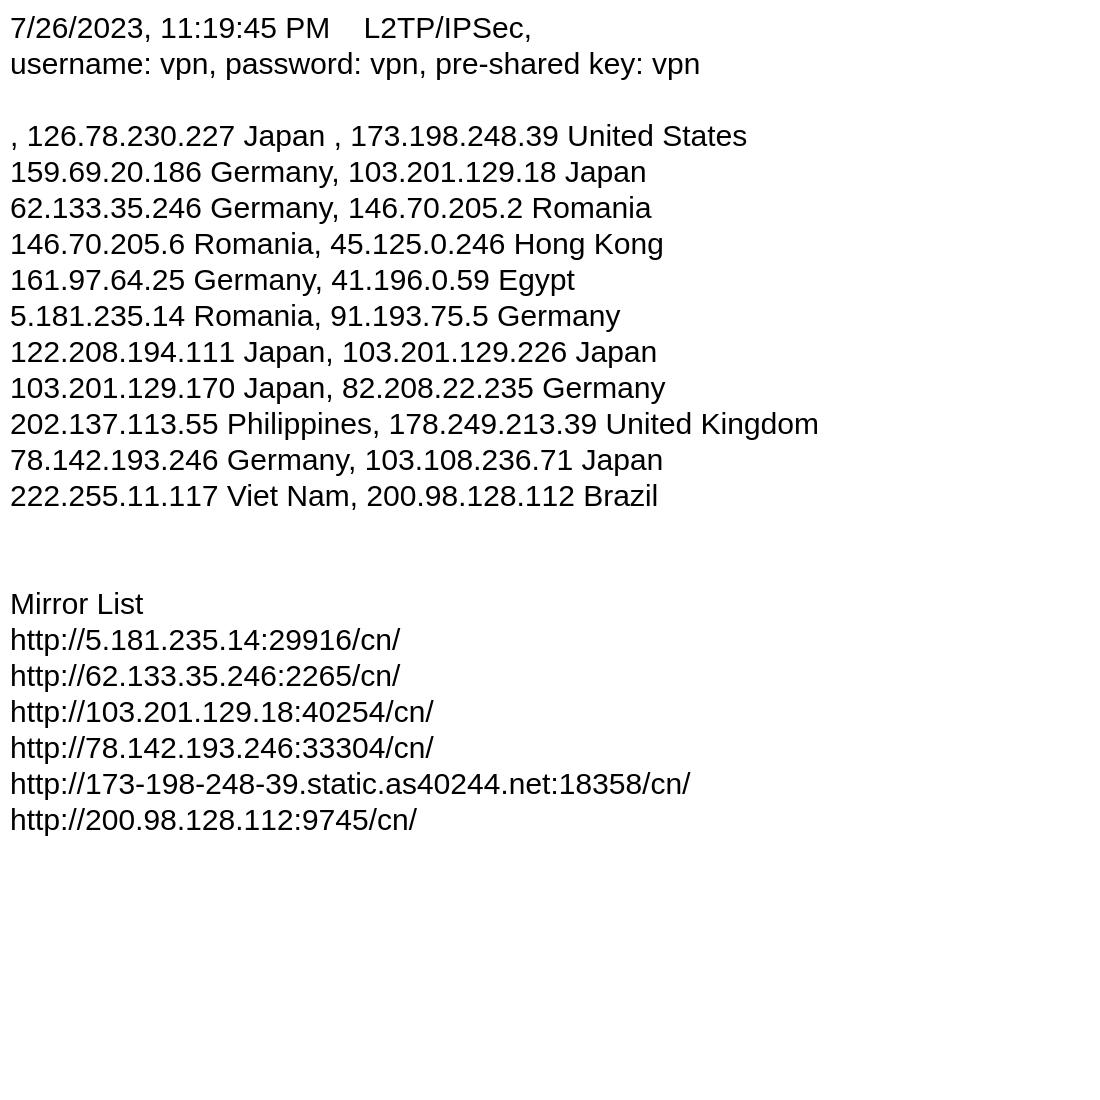 7/26/2023, 11:19:45 PM    L2TP/IPSec,
username: vpn, password: vpn, pre-shared key: vpn
, 126.78.230.227 Japan , 173.198.248.39 United States
159.69.20.186 Germany, 103.201.129.18 Japan
62.133.35.246 Germany, 146.70.205.2 Romania
146.70.205.6 Romania, 45.125.0.246 Hong Kong
161.97.64.25 Germany, 41.196.0.59 Egypt
5.181.235.14 Romania, 91.193.75.5 Germany
122.208.194.111 Japan, 103.201.129.226 Japan
103.201.129.170 Japan, 82.208.22.235 Germany
202.137.113.55 Philippines, 178.249.213.39 United Kingdom
78.142.193.246 Germany, 103.108.236.71 Japan
222.255.11.117 Viet Nam, 200.98.128.112 Brazil
Mirror List
http://5.181.235.14:29916/cn/
http://62.133.35.246:2265/cn/
http://103.201.129.18:40254/cn/
http://78.142.193.246:33304/cn/
http://173-198-248-39.static.as40244.net:18358/cn/
http://200.98.128.112:9745/cn/